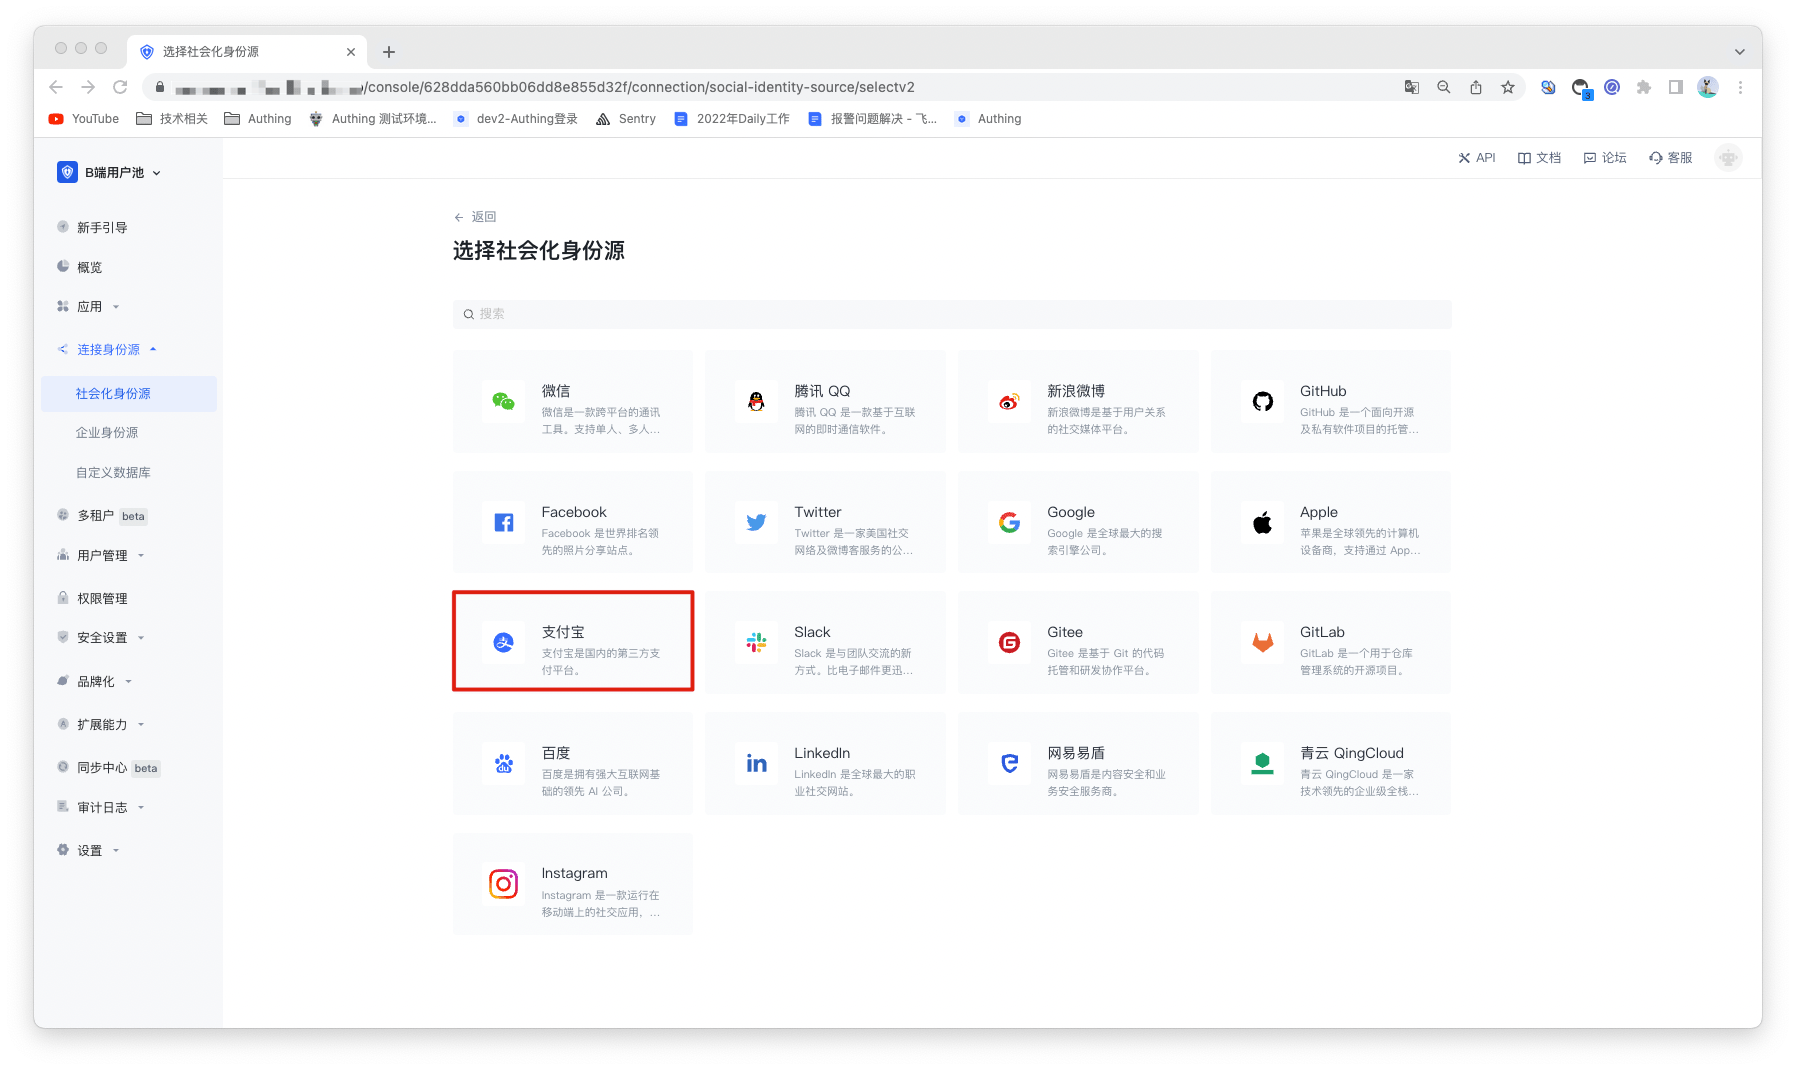 选择社会化身份源
/console/628dda560bb06dd8e855d32f/connection/social-identity-source/selectv2
3
YouTube
技术相关
Authing
Authing 测试环境...
dev2-Authing登录
Sentry
2022年Daily工作
报警问题解决 - 飞...
Authing
B端用户池
API
文档
论坛
客服
新手引导
概览
应用
连接身份源
社会化身份源
企业身份源
自定义数据库
多租户 beta
用户管理
权限管理
安全设置
品牌化
扩展能力
同步中心 beta
审计日志
设置
返回
选择社会化身份源
搜索
微信
微信是一款跨平台的通讯
工具。支持单人、多人...
腾讯 QQ
腾讯 QQ 是一款基于互联
网的即时通信软件。
新浪微博
新浪微博是基于用户关系
的社交媒体平台。
GitHub
GitHub 是一个面向开源
及私有软件项目的托管...
Facebook
Facebook 是世界排名领
先的照片分享站点。
Twitter
Twitter 是一家美国社交
网络及微博客服务的公...
Google
Google 是全球最大的搜
索引擎公司。
Apple
苹果是全球领先的计算机
设备商，支持通过 App...
支付宝
支付宝是国内的第三方支
付平台。
Slack
Slack 是与团队交流的新
方式。比电子邮件更迅...
Gitee
Gitee 是基于 Git 的代码
托管和研发协作平台。
GitLab
GitLab 是一个用于仓库
管理系统的开源项目。
百度
百度是拥有强大互联网基
础的领先 AI 公司。
LinkedIn
LinkedIn 是全球最大的职
业社交网站。
网易易盾
网易易盾是内容安全和业
务安全服务商。
青云 QingCloud
青云 QingCloud 是一家
技术领先的企业级全栈...
Instagram
Instagram 是一款运行在
移动端上的社交应用，...